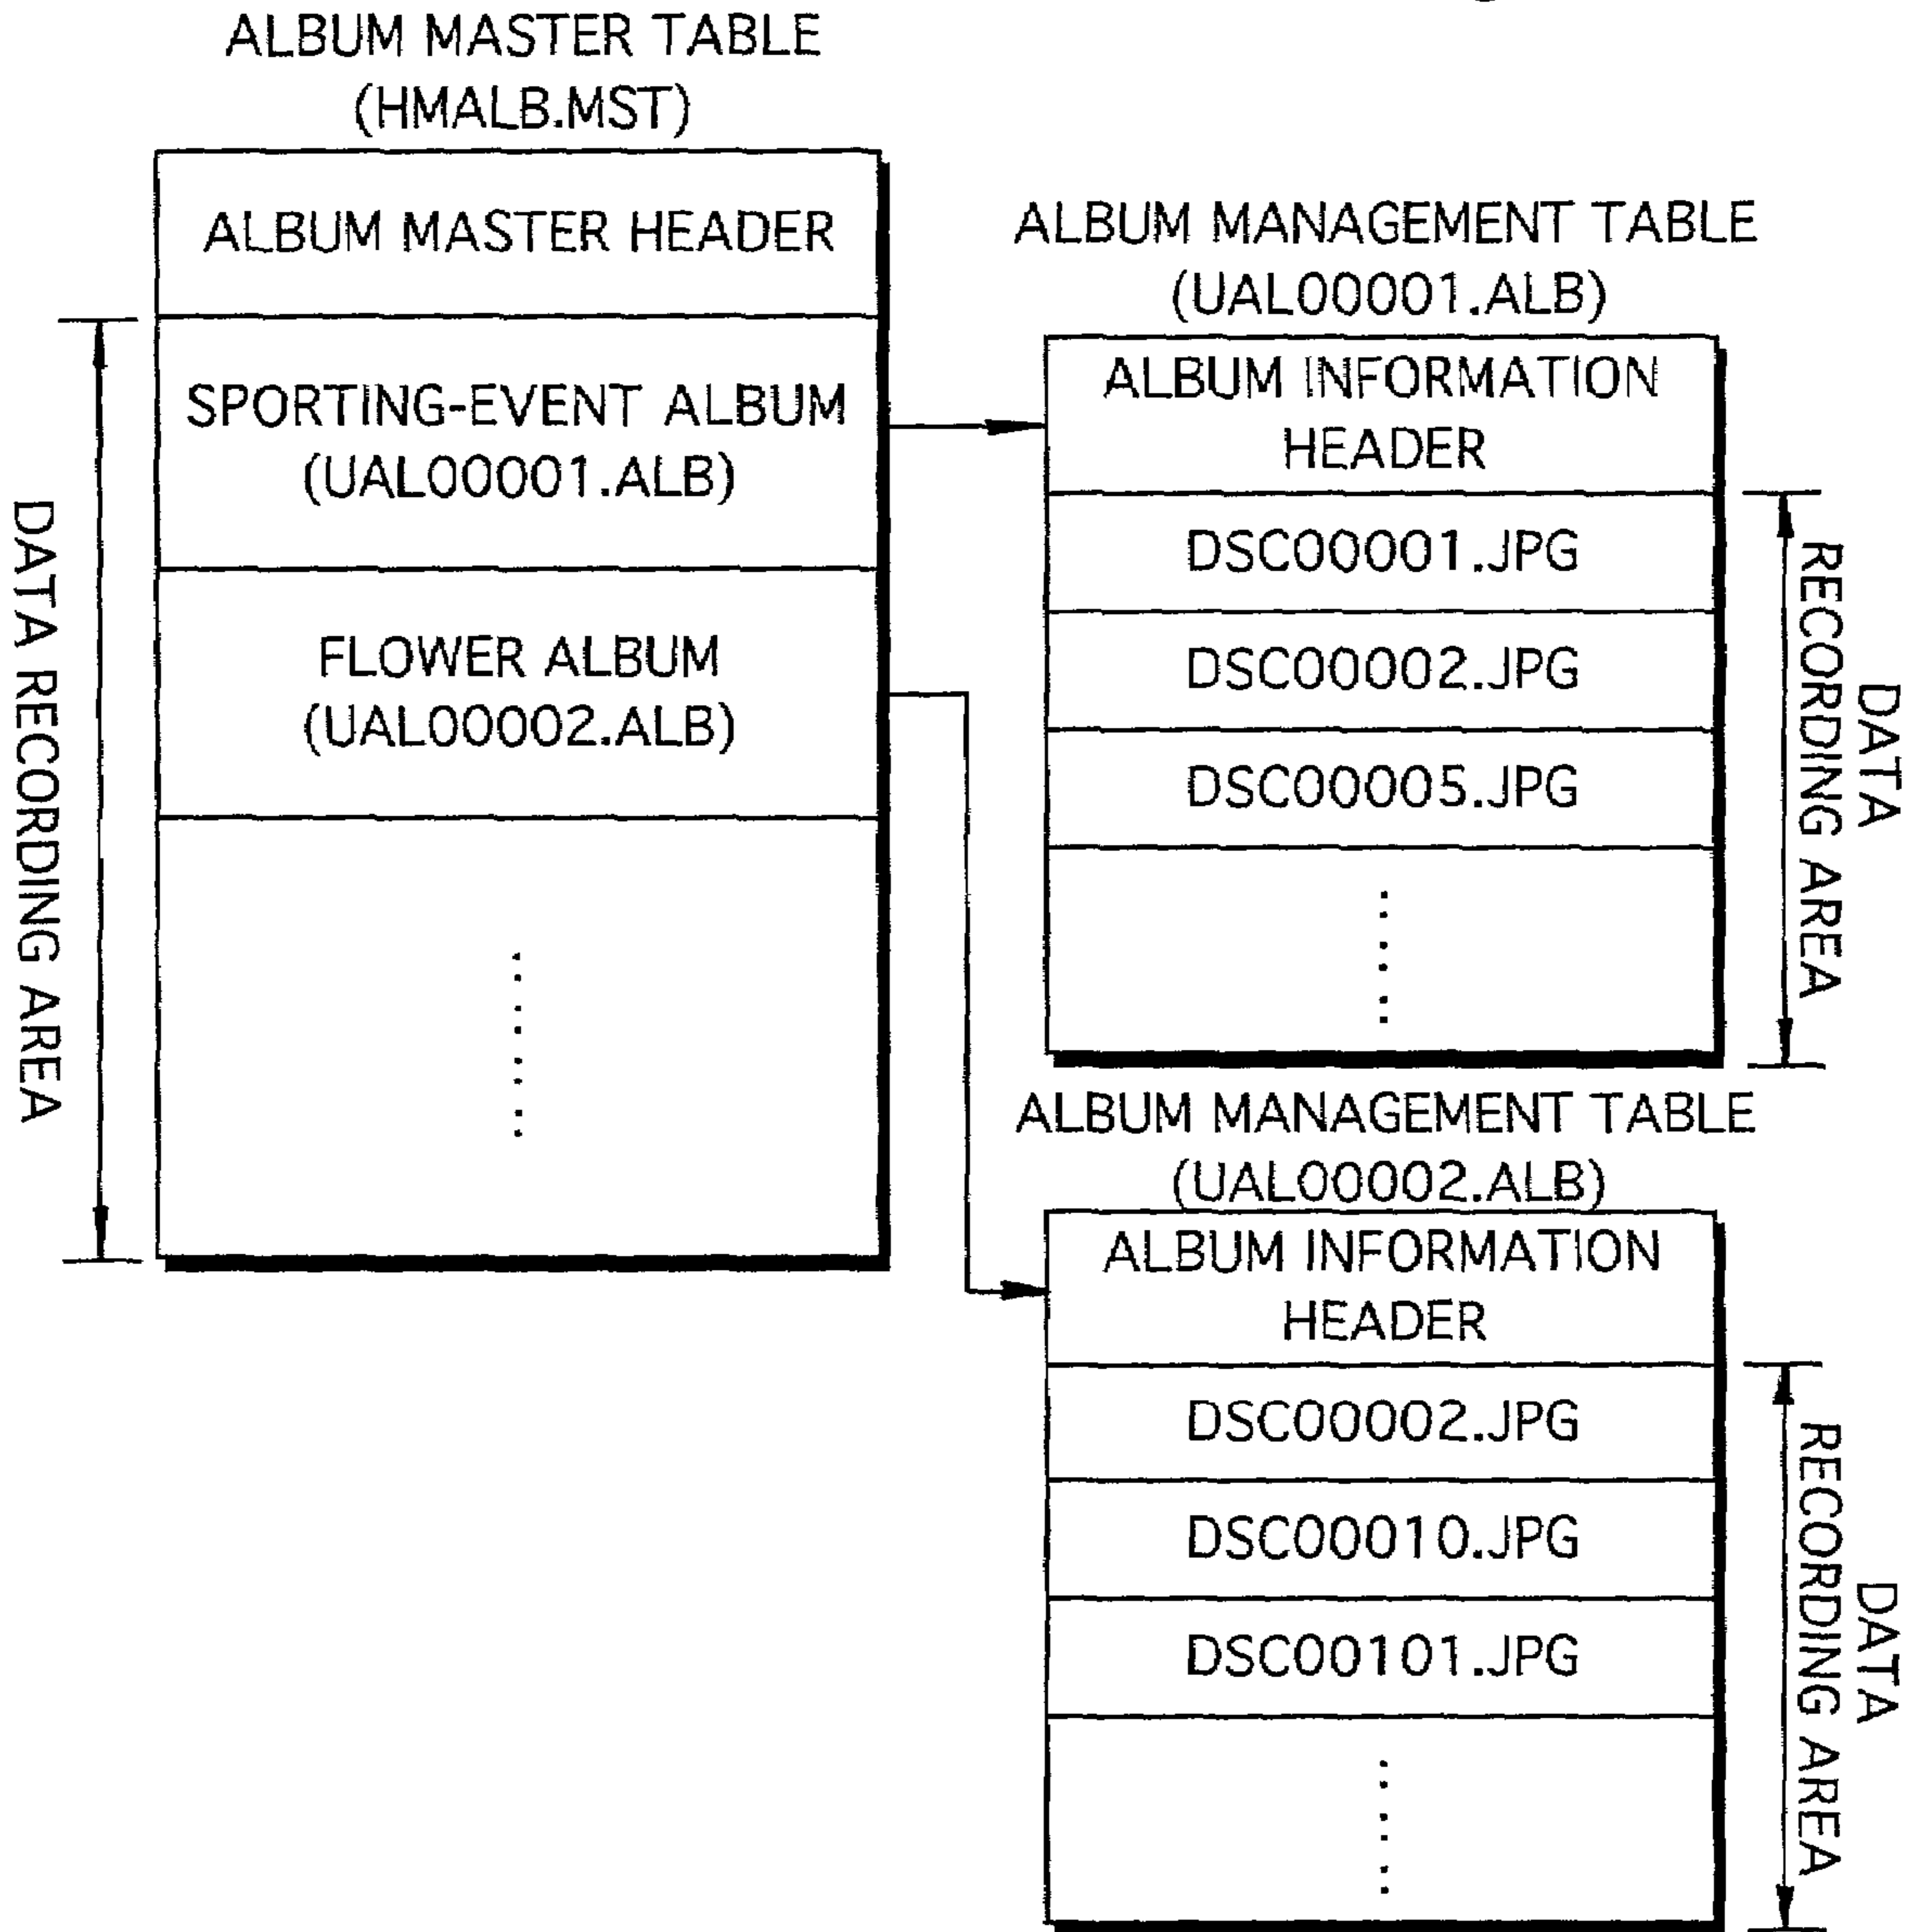 ALBUM MASTER TABLE
(HMALB.MST)
ALBUM MASTER HEADER
SPORTING-EVENT ALBUM
(UAL00001.ALB)
FLOWER ALBUM
(UAL00002.ALB)
DATA RECORDING AREA
ALBUM MANAGEMENT TABLE
(UAL00001.ALB)
ALBUM INFORMATION
HEADER
DSC00001.JPG
DSC00002.JPG
DSC00005.JPG
DATA
RECORDING AREA
ALBUM MANAGEMENT TABLE
(UAL00002.ALB)
ALBUM INFORMATION
HEADER
DSC00002.JPG
DSC00010.JPG
DSC00101.JPG
DATA
RECORDING AREA